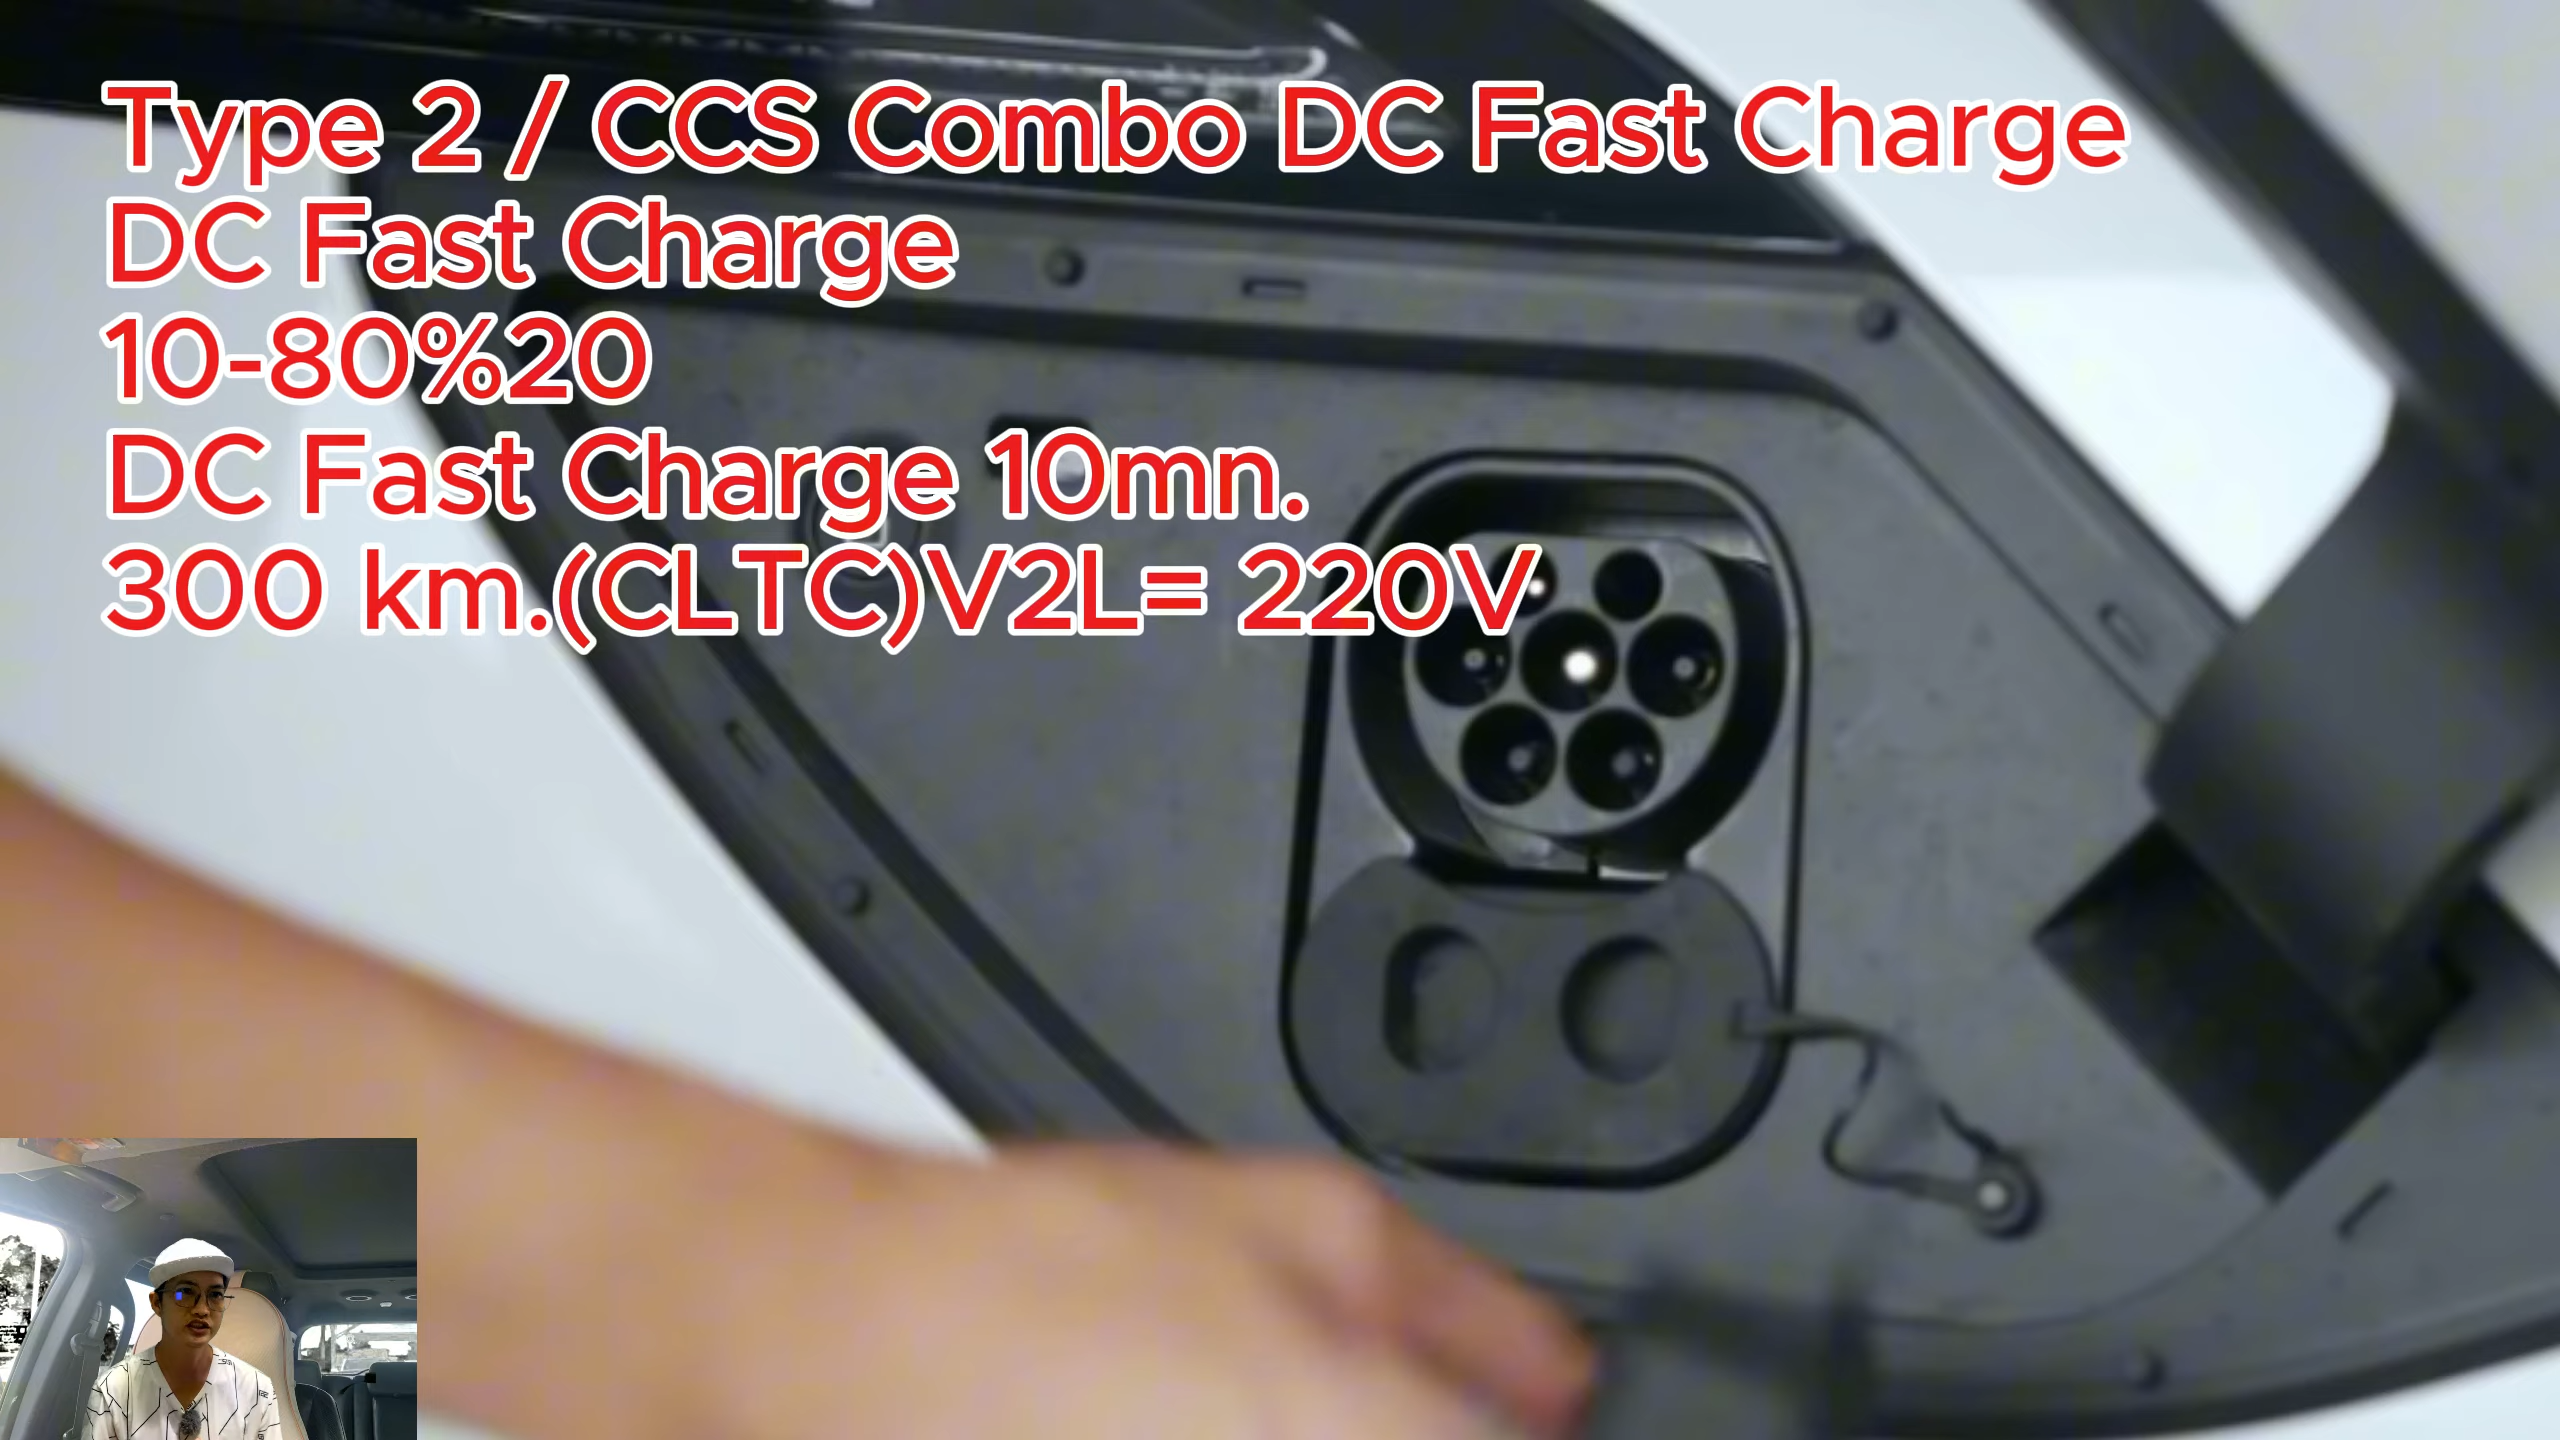 Type 2 / CCS Combo DC Fast Charge
DC Fast Charge
10-80%20
DC Fast Charge 10mn.
300 km.(CLTC)V2L= 220V